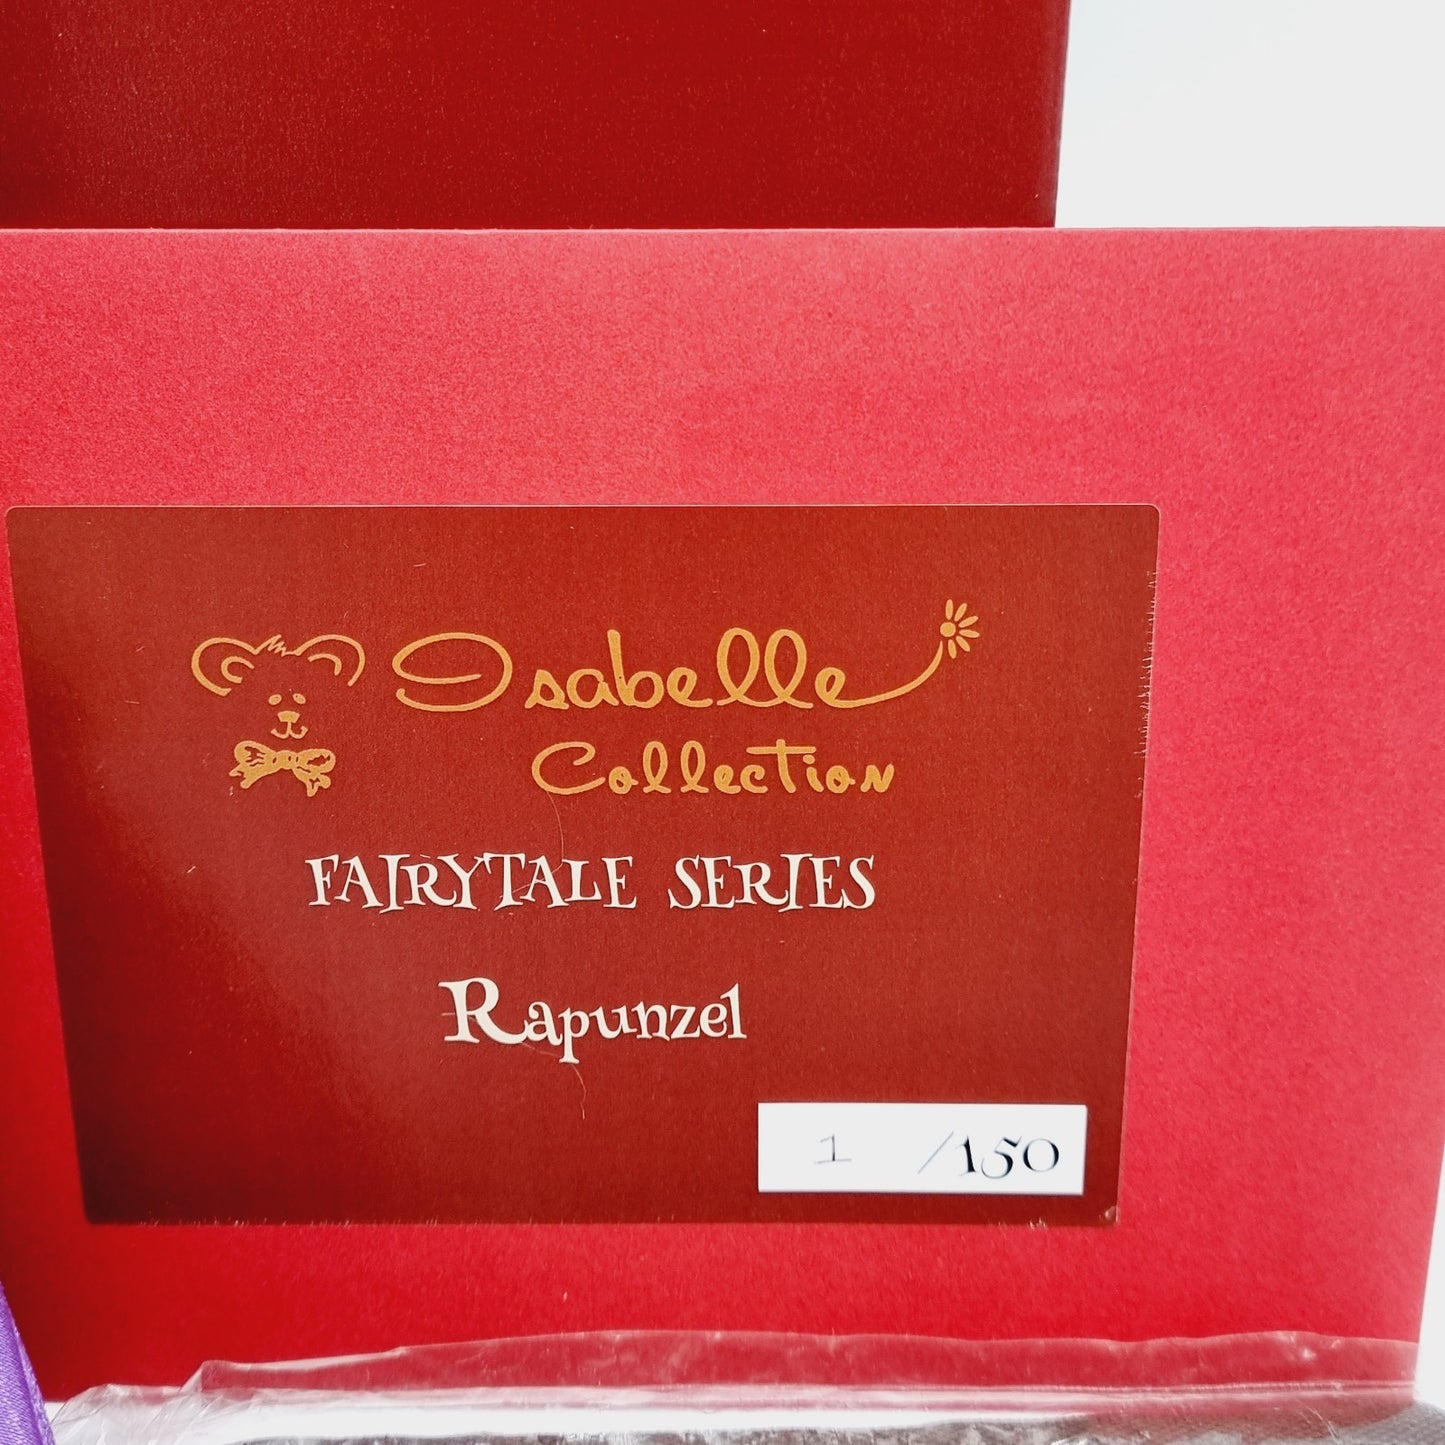 Isabelle
Collection
FAIRYTALE SERIES
Rapunzel
1 /150